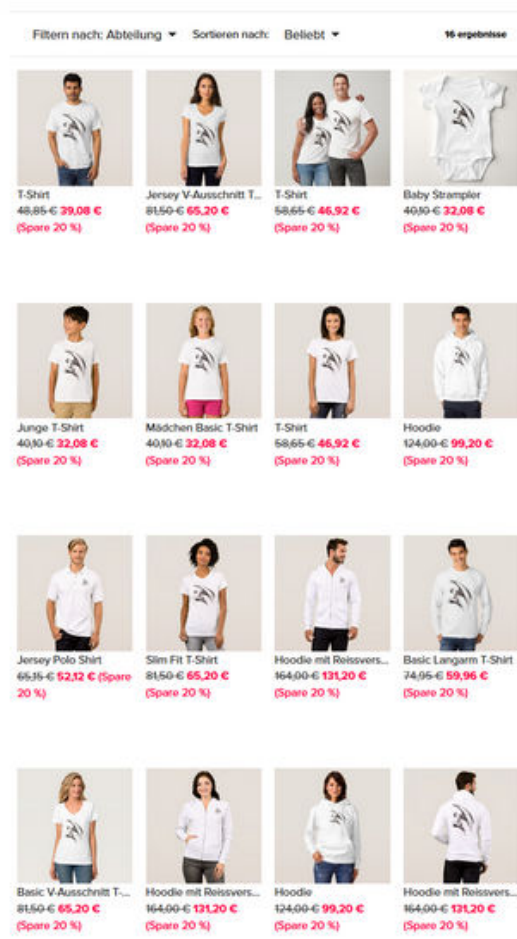 Filtern nach: Abteilung Sortieren nach: Beliebt 16 ergebnisse
T-Shirt
48,85 € 39,08 €
(Spare 20 %)
Jersey V-Ausschnitt T...
81,50 € 65,20 €
(Spare 20 %)
T-Shirt
58,65 € 46,92 €
(Spare 20 %)
Baby Strampler
40,10 € 32,08 €
(Spare 20 %)
Junge T-Shirt
40,10 € 32,08 €
(Spare 20 %)
Mädchen Basic T-Shirt
40,10 € 32,08 €
(Spare 20 %)
T-Shirt
58,65 € 46,92 €
(Spare 20 %)
Hoodie
124,00 € 99,20 €
(Spare 20 %)
Jersey Polo Shirt
65,15 € 52,12 € (Spare
20 %)
Slim Fit T-Shirt
81,50 € 65,20 €
(Spare 20 %)
Hoodie mit Reissvers...
164,00 € 131,20 €
(Spare 20 %)
Basic Langarm T-Shirt
74,95 € 59,96 €
(Spare 20 %)
Basic V-Ausschnitt T-...
81,50 € 65,20 €
(Spare 20 %)
Hoodie mit Reissvers...
164,00 € 131,20 €
(Spare 20 %)
Hoodie
124,00 € 99,20 €
(Spare 20 %)
Hoodie mit Reissvers...
164,00 € 131,20 €
(Spare 20 %)